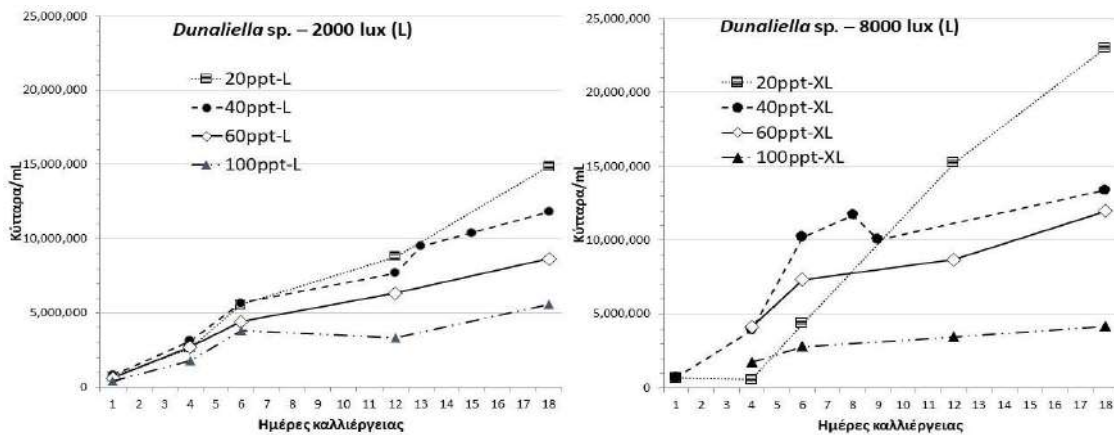 Dunaliella sp. – 2000 lux (L)
25,000,000
20,000,000
15,000,000
10,000,000
5,000,000
0
Κύτταρα/mL
20ppt-L
40ppt-L
60ppt-L
100ppt-L
1 2 3 4 5 6 7 8 9 10 11 12 13 14 15 16 17 18
Ημέρες καλλιέργειας
Dunaliella sp. – 8000 lux (L)
25,000,000
20,000,000
15,000,000
10,000,000
5,000,000
0
Κύτταρα/mL
20ppt-XL
40ppt-XL
60ppt-XL
100ppt-XL
1 2 3 4 5 6 7 8 9 10 11 12 13 14 15 16 17 18
Ημέρες καλλιέργειας